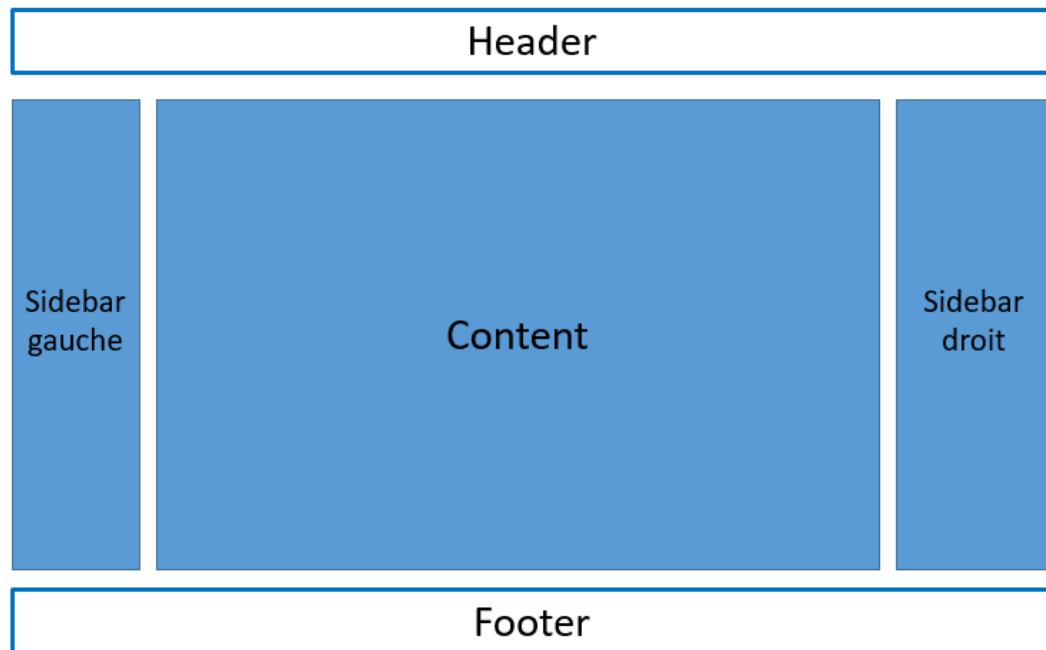 Header
Sidebar
gauche
Content
Sidebar
droit
Footer